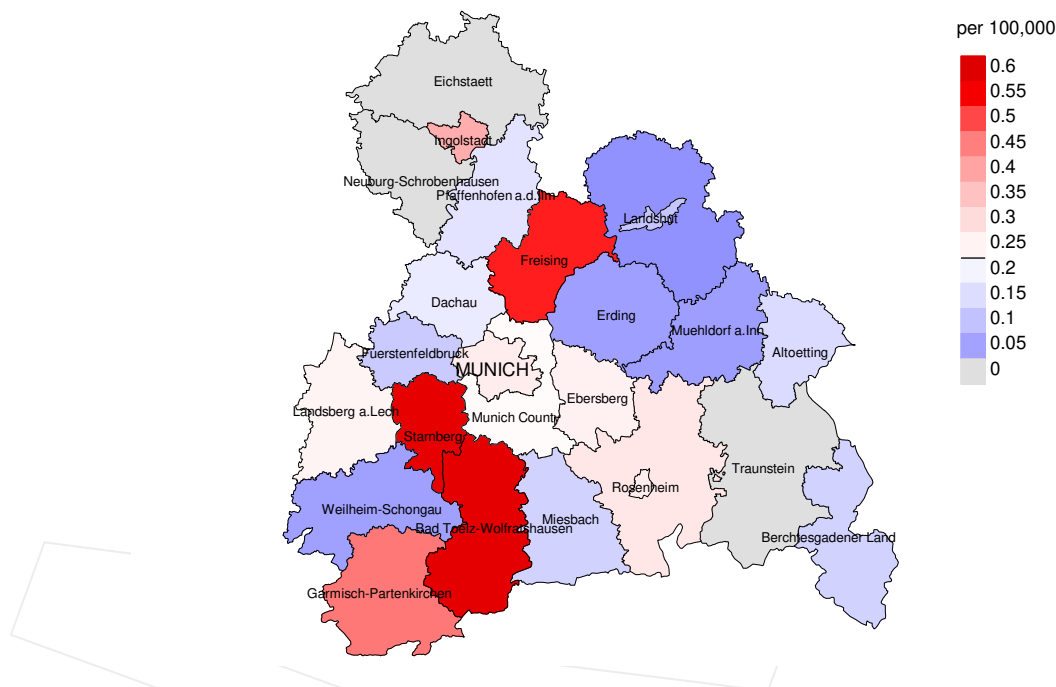 per 100,000
0.6
0.55
0.5
0.45
0.4
0.35
0.3
0.25
0.2
0.15
0.1
0.05
0
Eichstaett
Ingolstadt
Neuburg-Schrobenhausen
Pfaffenhofen a.d.Ilm
Landshut
Freising
Dachau
Erding
Muehldorf a.Inn
Altoetting
Fuerstenfeldbruck
MUNICH
Ebersberg
Landsberg a.Lech
Munich County
Starnberg
Traunstein
Rosenheim
Weilheim-Schongau
Miesbach
Bad Toelz-Wolfratshausen
Berchtesgadener Land
Garmisch-Partenkirchen